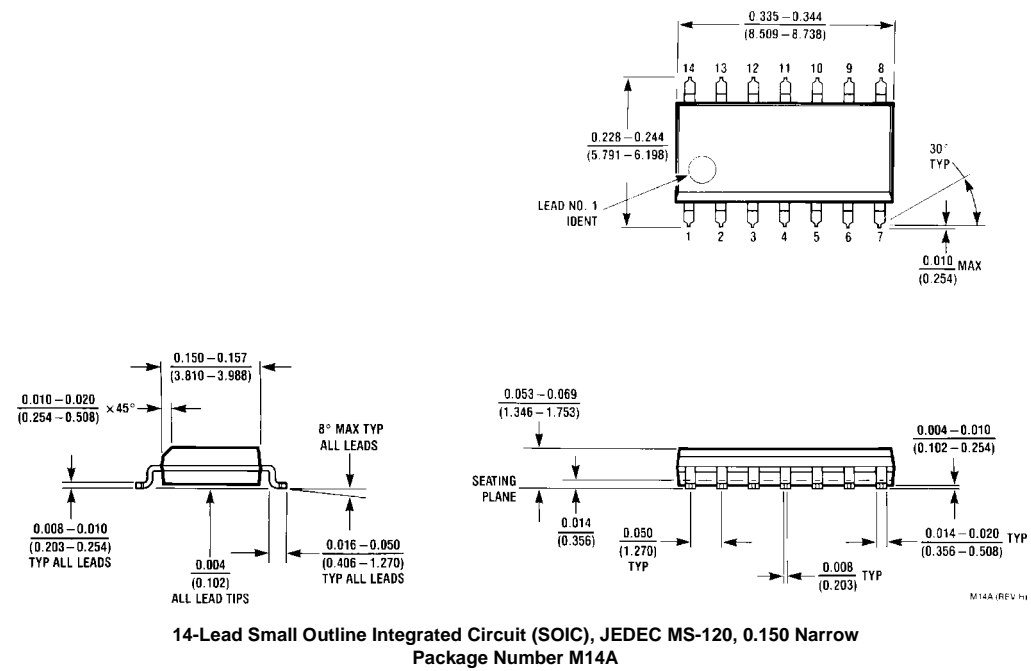 0.335 – 0.344
(8.509 – 8.738)
14 13 12 11 10 9 8
0.228 – 0.244
(5.791 – 6.198)
30°
TYP
LEAD NO. 1
IDENT
1 2 3 4 5 6 7
0.010 MAX
(0.254)
0.150 – 0.157
(3.810 – 3.988)
0.010 – 0.020 × 45°
(0.254 – 0.508)
8° MAX TYP
ALL LEADS
0.008 – 0.010
(0.203 – 0.254)
TYP ALL LEADS
0.004
(0.102)
ALL LEAD TIPS
0.016 – 0.050
(0.406 – 1.270)
TYP ALL LEADS
0.053 – 0.069
(1.346 – 1.753)
0.004 – 0.010
(0.102 – 0.254)
SEATING
PLANE
0.014
(0.356)
0.050
(1.270)
TYP
0.014 – 0.020 TYP
(0.356 – 0.508)
0.008 TYP
(0.203)
M14A (REV
14-Lead Small Outline Integrated Circuit (SOIC), JEDEC MS-120, 0.150 Narrow
Package Number M14A